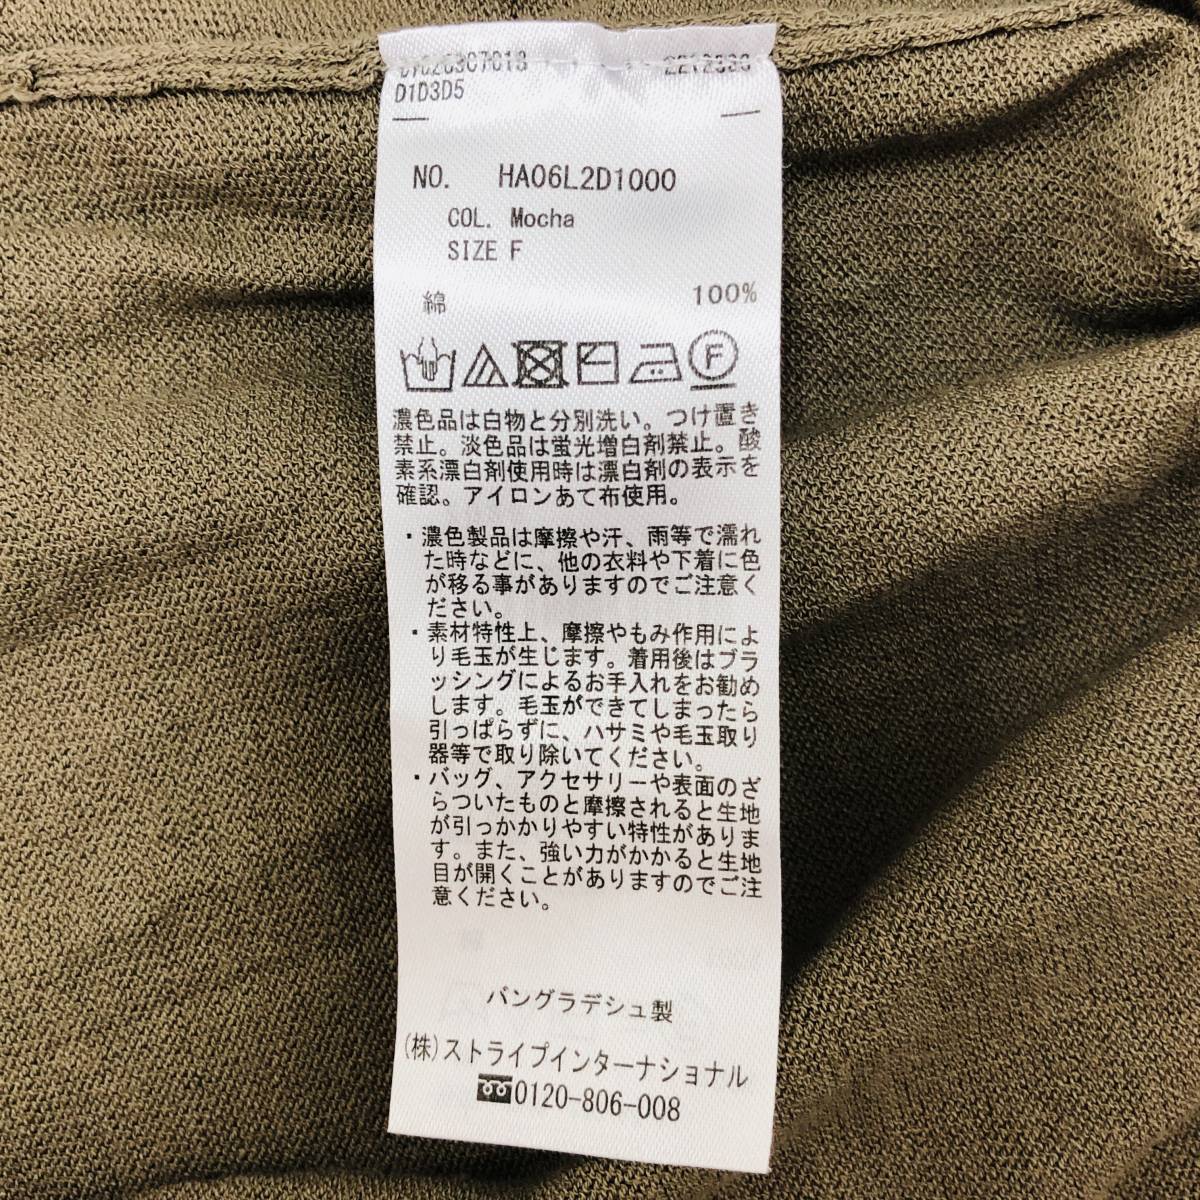 D1D3D5
NO. HA06L2D1000
COL. Mocha
SIZE F
綿 100%
F
濃色品は白物と分別洗い。つけ置き
禁止。淡色品は蛍光増白剤禁止。酸
素系漂白剤使用時は漂白剤の表示を
確認。アイロンあて布使用。
・濃色製品は摩擦や汗、雨等で濡れ
た時などに、他の衣料や下着に色
が移る事がありますのでご注意く
ださい。
・素材特性上、摩擦やもみ作用によ
り毛玉が生じます。着用後はブラ
ッシングによるお手入れをお勧め
します。毛玉ができてしまったら
引っぱらずに、ハサミや毛玉取り
器等で取り除いてください。
・バッグ、アクセサリーや表面のざ
らついたものと摩擦されると生地
が引っかかりやすい特性がありま
す。また、強い力がかかると生地
目が開くことがありますのでご注
意ください。
バングラデシュ製
(株)ストライプインターナショナル
0120-806-008